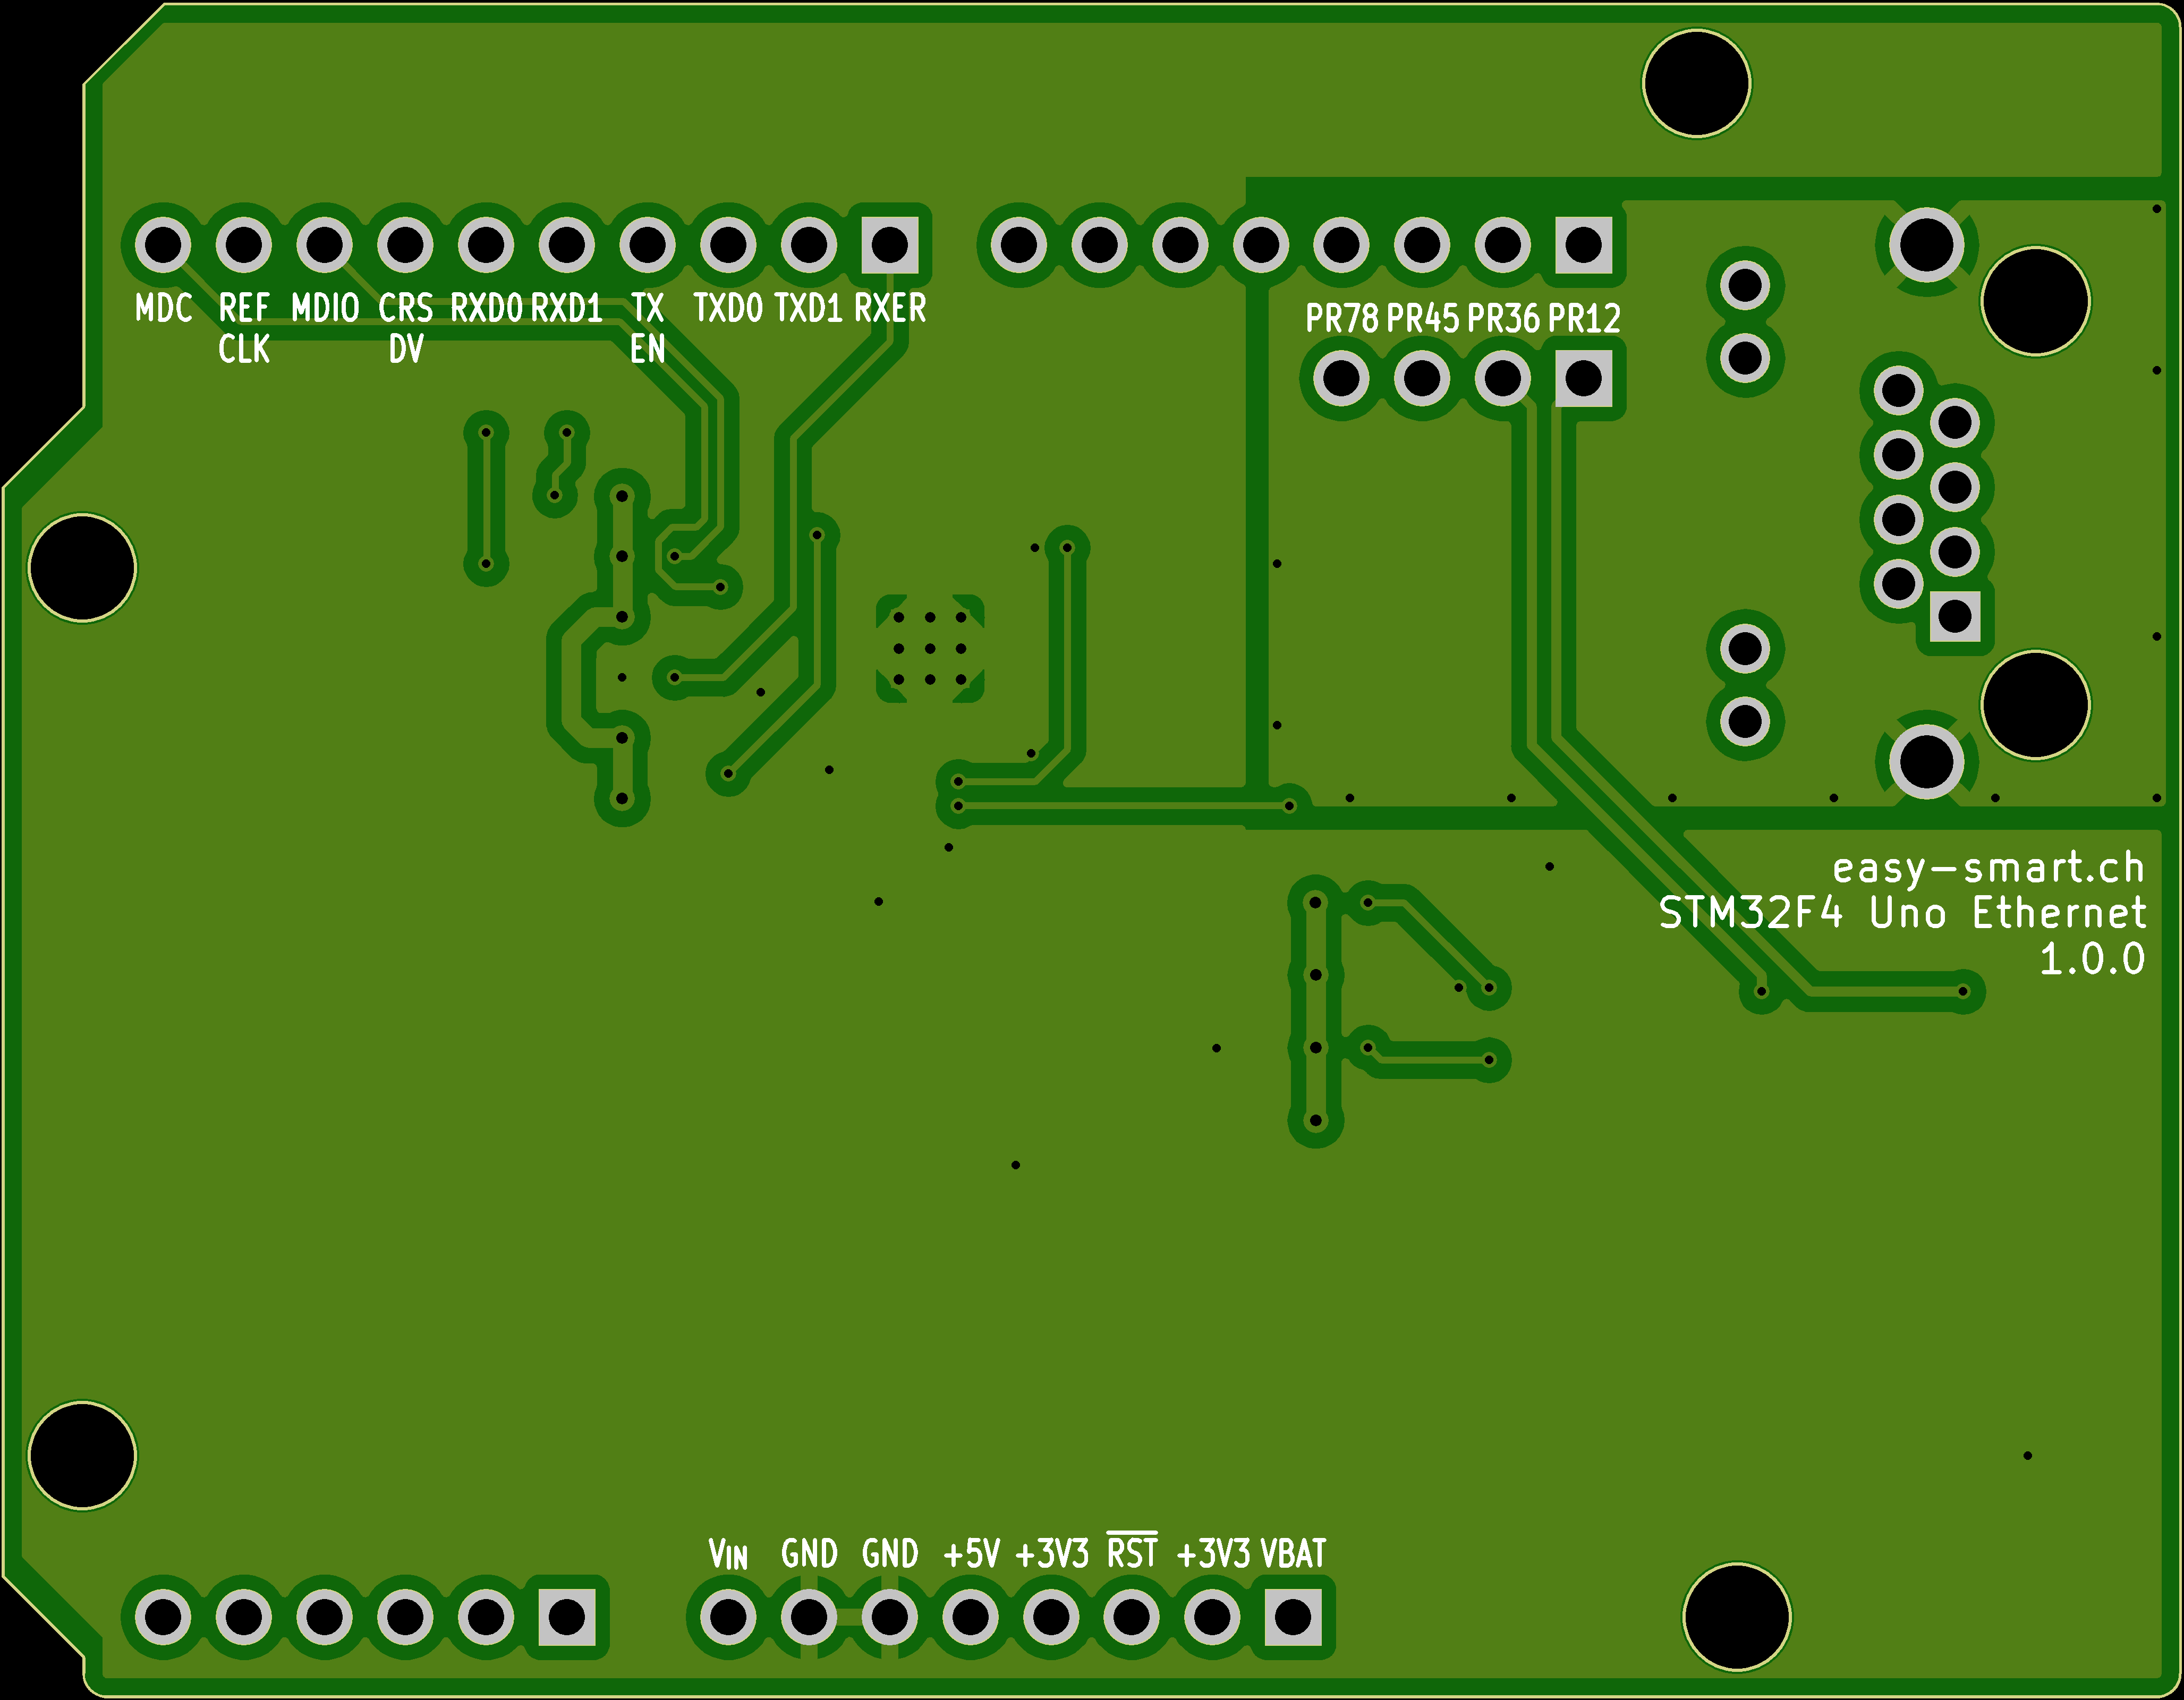 MDC REF MDIO CRS RXD0 RXD1 TX TXD0 TXD1 RXER
CLK DV EN
PR78 PR45 PR36 PR12
easy-smart.ch
STM32F4 Uno Ethernet
1.0.0
VIN GND GND +5V +3V3 RST +3V3 VBAT